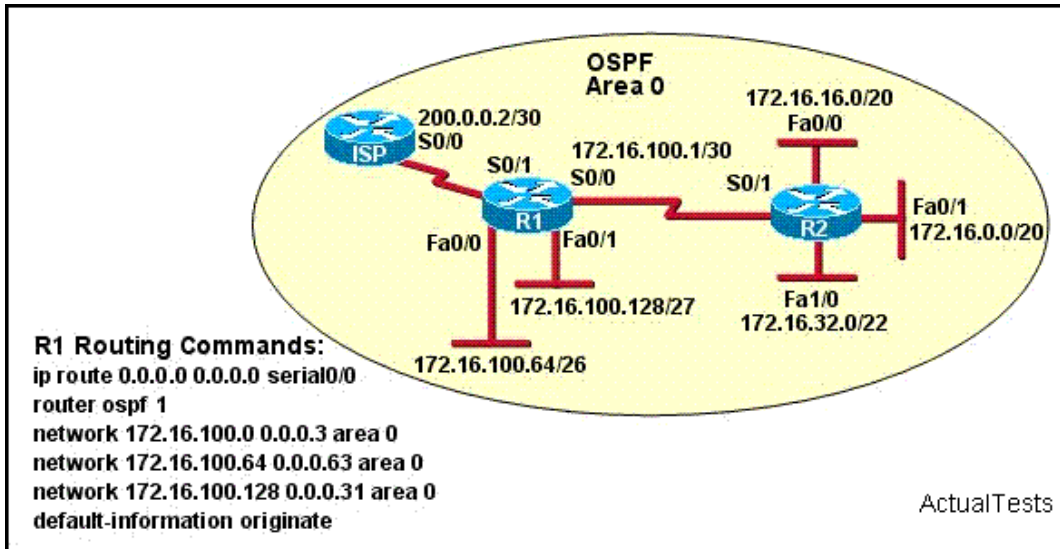 OSPF
Area 0
172.16.16.0/20
Fa0/0
200.0.0.2/30
S0/0
ISP
S0/1
172.16.100.1/30
S0/0
S0/1
R1
R2
Fa0/1
172.16.0.0/20
Fa0/0
Fa0/1
Fa1/0
172.16.32.0/22
172.16.100.128/27
172.16.100.64/26
R1 Routing Commands:
ip route 0.0.0.0 0.0.0.0 serial0/0
router ospf 1
network 172.16.100.0 0.0.0.3 area 0
network 172.16.100.64 0.0.0.63 area 0
network 172.16.100.128 0.0.0.31 area 0
default-information originate
ActualTests